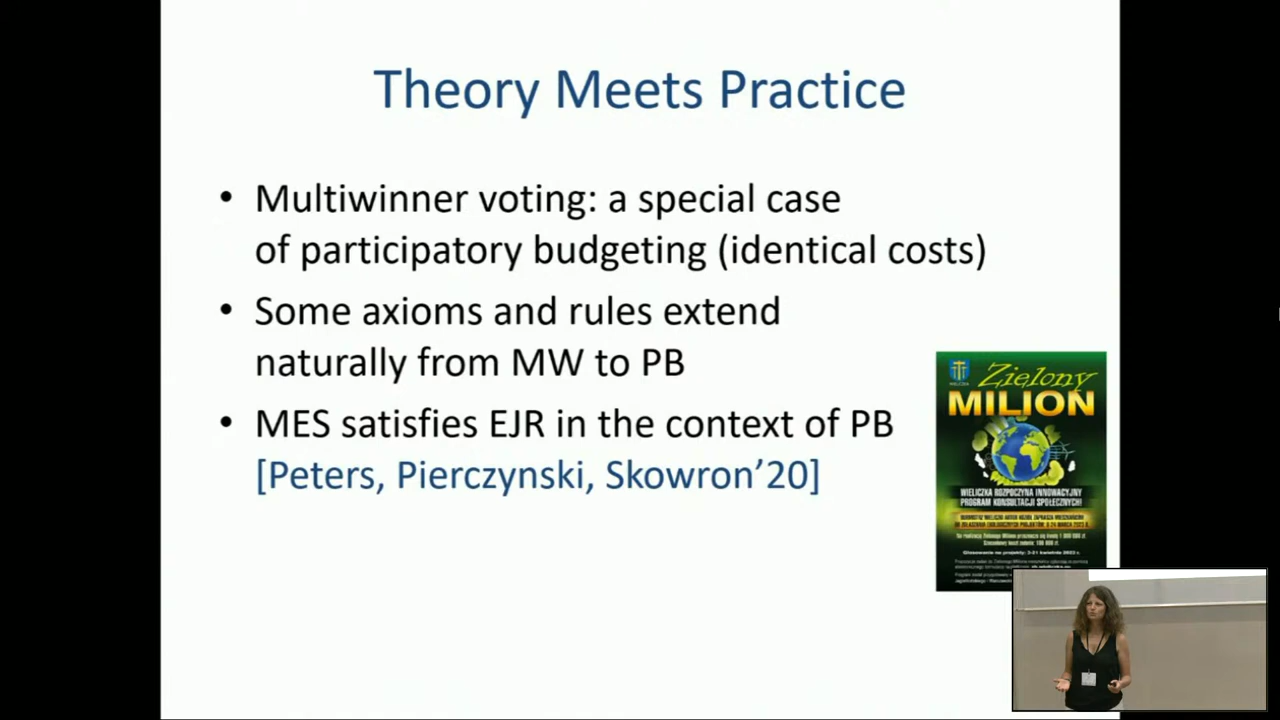 Theory Meets Practice
• Multiwinner voting: a special case
of participatory budgeting (identical costs)
• Some axioms and rules extend
naturally from MW to PB
• MES satisfies EJR in the context of PB
[Peters, Pierczynski, Skowron’20]
Zielony
MILION
WIELICZKA ROZPOCZYNA INNOWACYJNY
PROGRAM KONSULTACJI SPOŁECZNYCH!